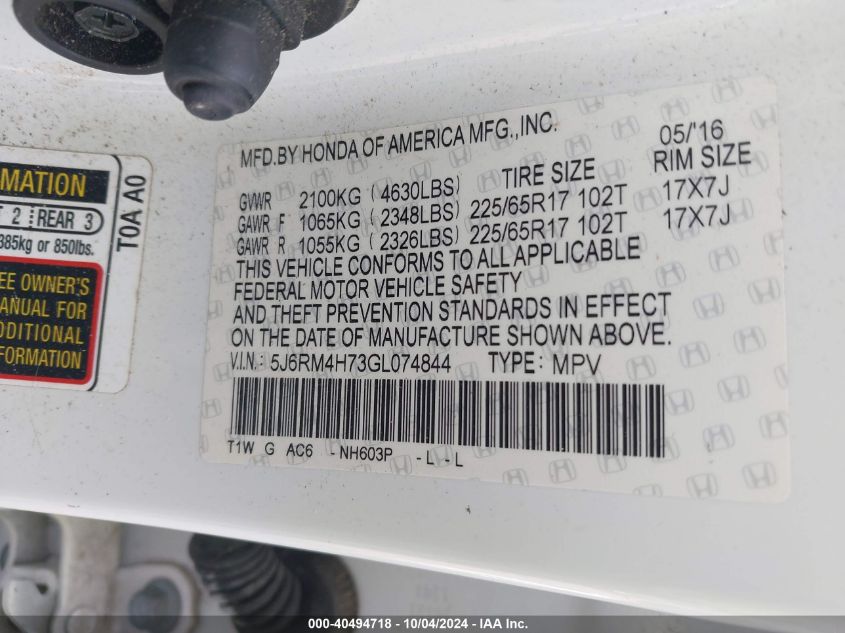 MFD.BY HONDA OF AMERICA MFG.,INC. 05/'16
TIRE SIZE RIM SIZE
GVWR 2100KG (4630LBS)
GAWR F 1065KG (2348LBS) 225/65R17 102T 17X7J
GAWR R 1055KG (2326LBS) 225/65R17 102T 17X7J
THIS VEHICLE CONFORMS TO ALL APPLICABLE
FEDERAL MOTOR VEHICLE SAFETY
AND THEFT PREVENTION STANDARDS IN EFFECT
ON THE DATE OF MANUFACTURE SHOWN ABOVE.
V.I.N.: 5J6RM4H73GL074844 TYPE: MPV
T1W G AC6 -NH603P -L -L
MATION
2 REAR 3
385kg or 850lbs.
T0A A0
EE OWNER'S
MANUAL FOR
DDITIONAL
FORMATION
000-40494718 - 10/04/2024 - IAA Inc.